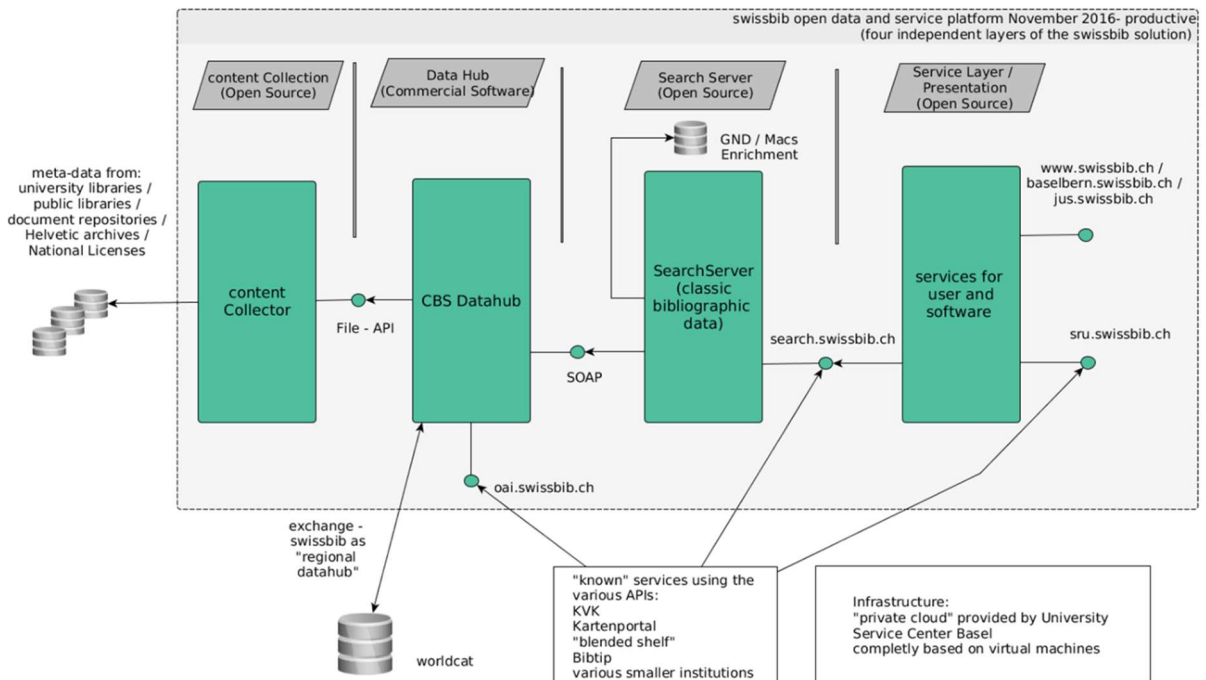 swissbib open data and service platform November 2016- productive
(four independent layers of the swissbib solution)
content Collection
(Open Source)
Data Hub
(Commercial Software)
Search Server
(Open Source)
Service Layer /
Presentation
(Open Source)
GND / Macs
Enrichment
meta-data from:
university libraries /
public libraries /
document repositories /
Helvetic archives /
National Licenses
www.swissbib.ch /
baselbern.swissbib.ch /
jus.swissbib.ch
content
Collector
File - API
CBS Datahub
SOAP
SearchServer
(classic
bibliographic
data)
search.swissbib.ch
services for
user and
software
sru.swissbib.ch
oai.swissbib.ch
exchange -
swissbib as
"regional
datahub"
worldcat
"known" services using the
various APIs:
KVK
Kartenportal
"blended shelf"
Bibtip
various smaller institutions
Infrastructure:
"private cloud" provided by University
Service Center Basel
completly based on virtual machines